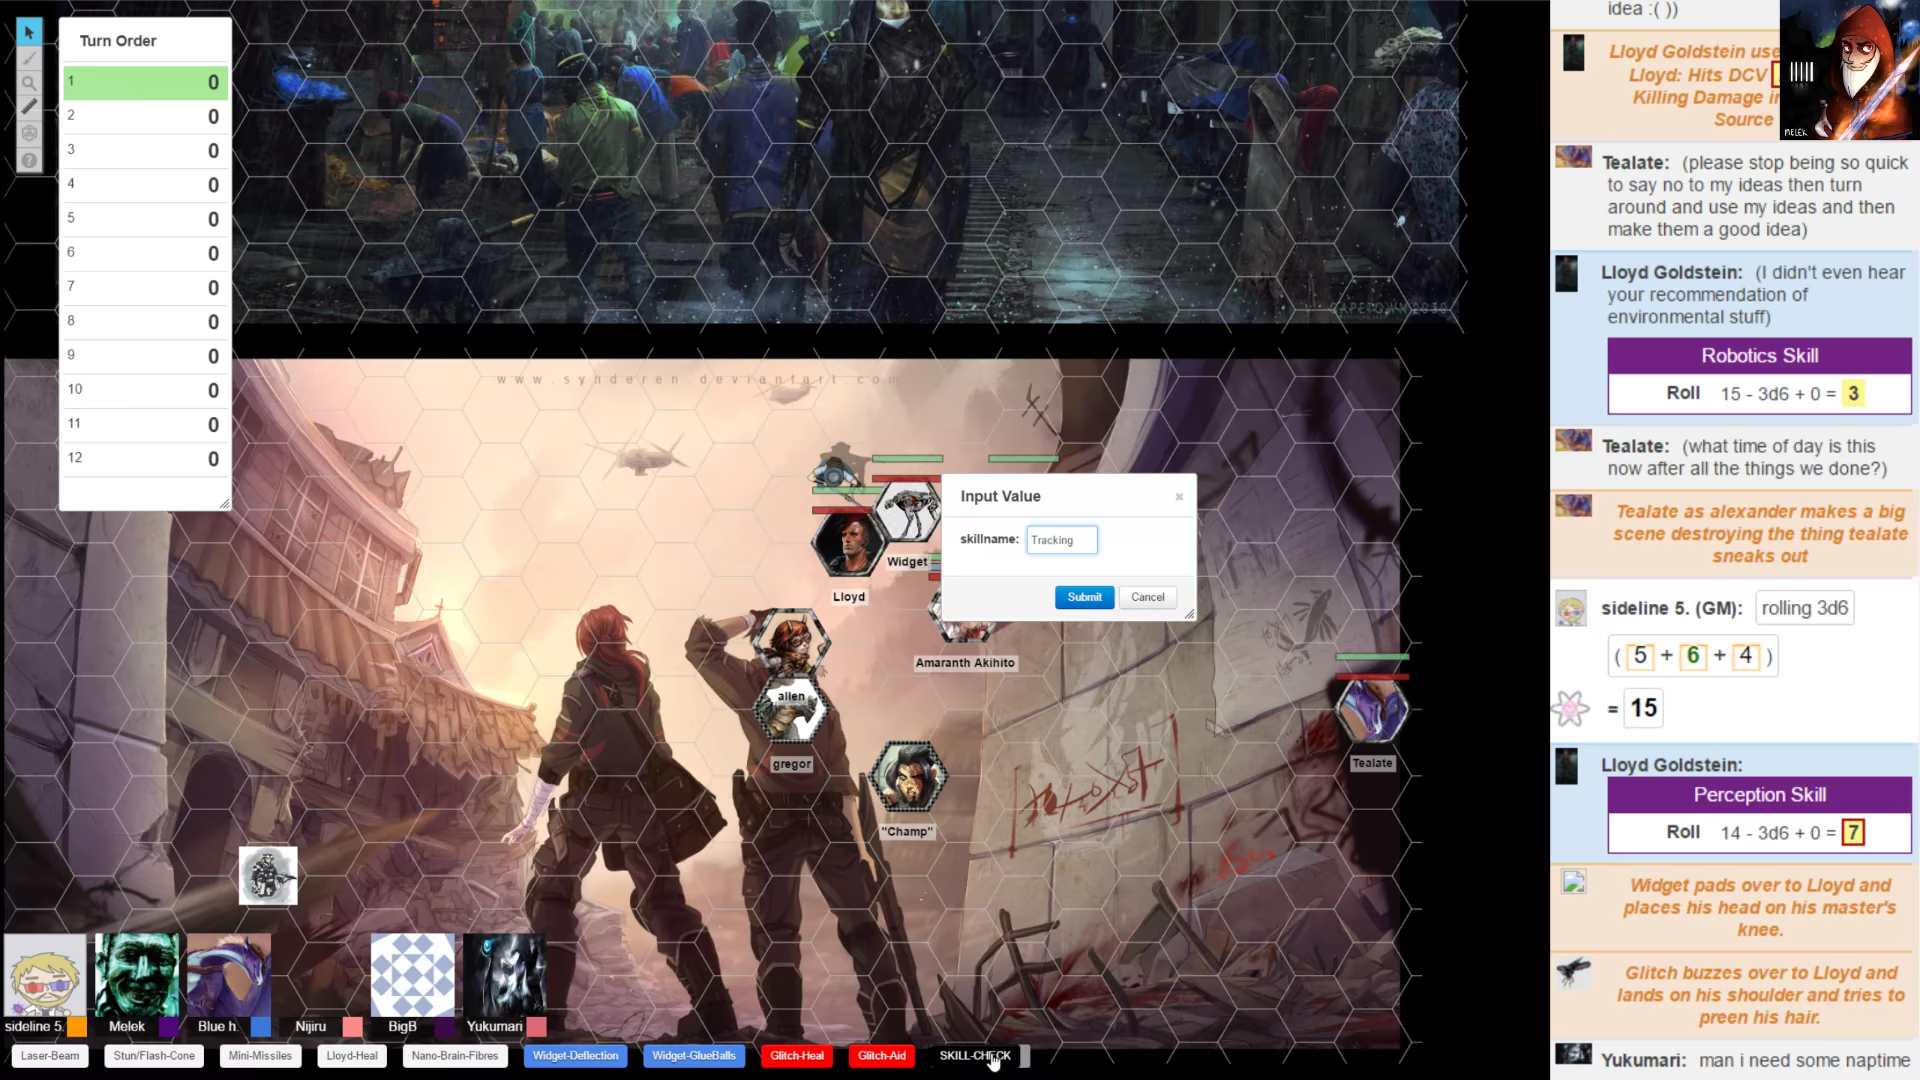 Turn Order
1 0
2 0
3 0
4 0
5 0
6 0
7 0
8 0
9 0
10 0
11 0
12 0
www.synderen.deviantart.com
Input Value
×
skillname: Tracking
Submit Cancel
Widget
Lloyd
Amaranth Akihito
allen
gregor
"Champ"
Tealate
sideline 5.
Melek
Blue h.
Nijiru
BigB
Yukumari
Laser-Beam
Stun/Flash-Cone
Mini-Missiles
Lloyd-Heal
Nano-Brain-Fibres
Widget-Deflection
Widget-GlueBalls
Glitch-Heal
Glitch-Aid
SKILL-CHECK
idea :( ))
Lloyd Goldstein use
Lloyd: Hits DCV
Killing Damage i
Source
MELEK
Tealate: (please stop being so quick
to say no to my ideas then turn
around and use my ideas and then
make them a good idea)
Lloyd Goldstein: (I didn't even hear
your recommendation of
environmental stuff)
Robotics Skill
Roll 15 - 3d6 + 0 = 3
Tealate: (what time of day is this
now after all the things we done?)
Tealate as alexander makes a big
scene destroying the thing tealate
sneaks out
sideline 5. (GM): rolling 3d6
( 5 + 6 + 4 )
= 15
Lloyd Goldstein:
Perception Skill
Roll 14 - 3d6 + 0 = 7
Widget pads over to Lloyd and
places his head on his master's
knee.
Glitch buzzes over to Lloyd and
lands on his shoulder and tries to
preen his hair.
Yukumari: man i need some naptime